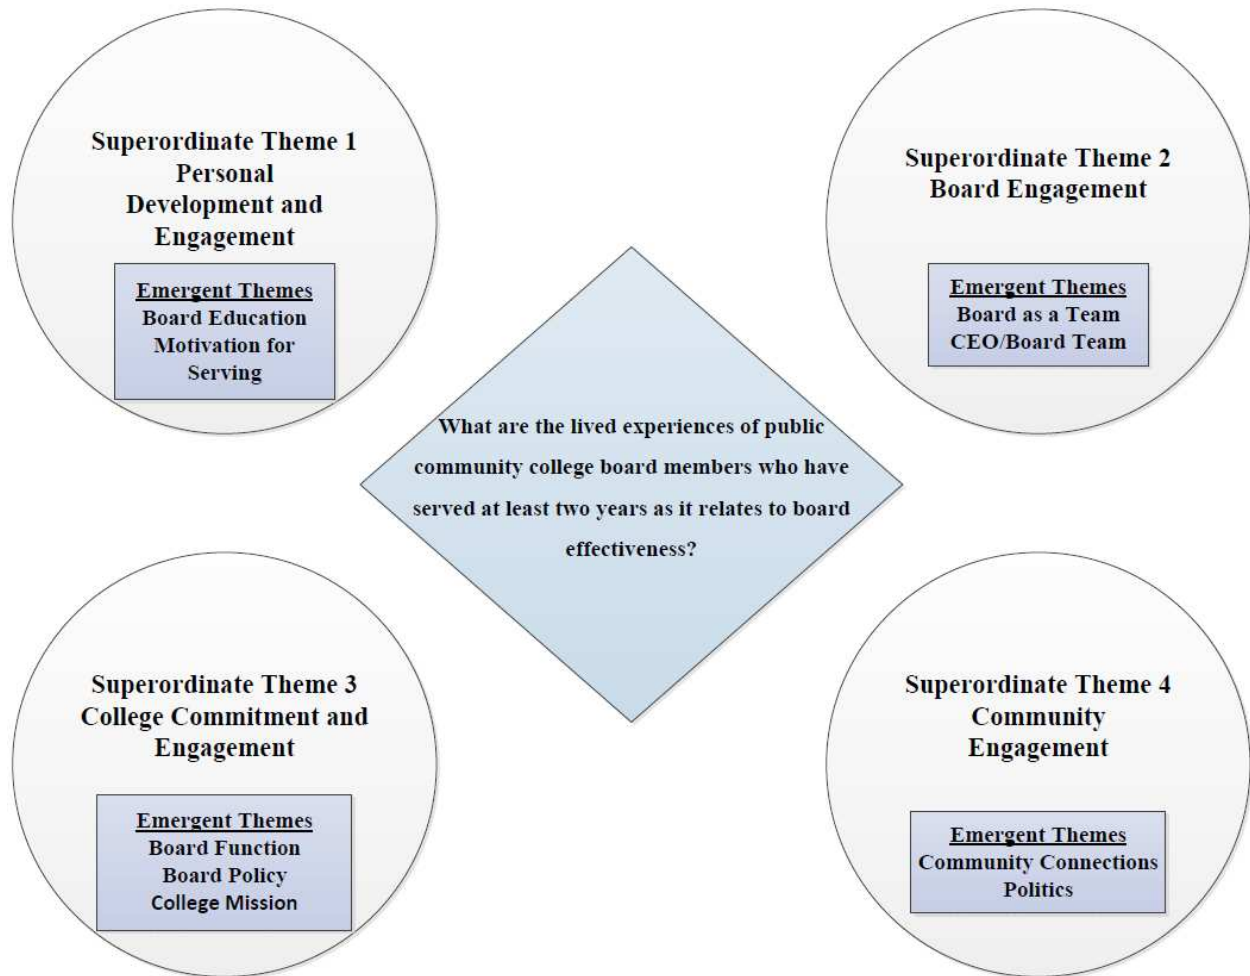 Superordinate Theme 1
Personal
Development and
Engagement
Emergent Themes
Board Education
Motivation for
Serving
Superordinate Theme 2
Board Engagement
Emergent Themes
Board as a Team
CEO/Board Team
What are the lived experiences of public
community college board members who have
served at least two years as it relates to board
effectiveness?
Superordinate Theme 3
College Commitment and
Engagement
Emergent Themes
Board Function
Board Policy
College Mission
Superordinate Theme 4
Community
Engagement
Emergent Themes
Community Connections
Politics